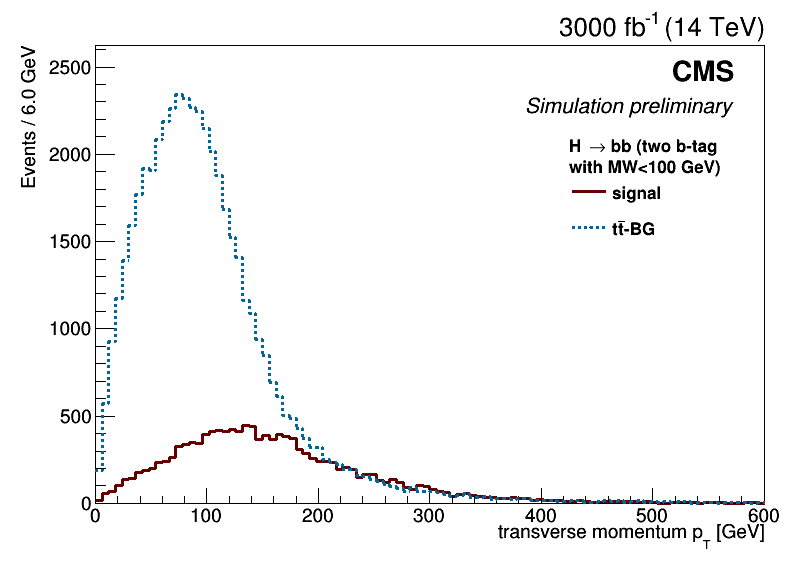 3000 fb⁻¹ (14 TeV)
Events / 6.0 GeV
CMS
Simulation preliminary
H → bb (two b-tag
with MW<100 GeV)
signal
tt̄-BG
2500
2000
1500
1000
500
0
0 100 200 300 400 500 600
transverse momentum p_T [GeV]